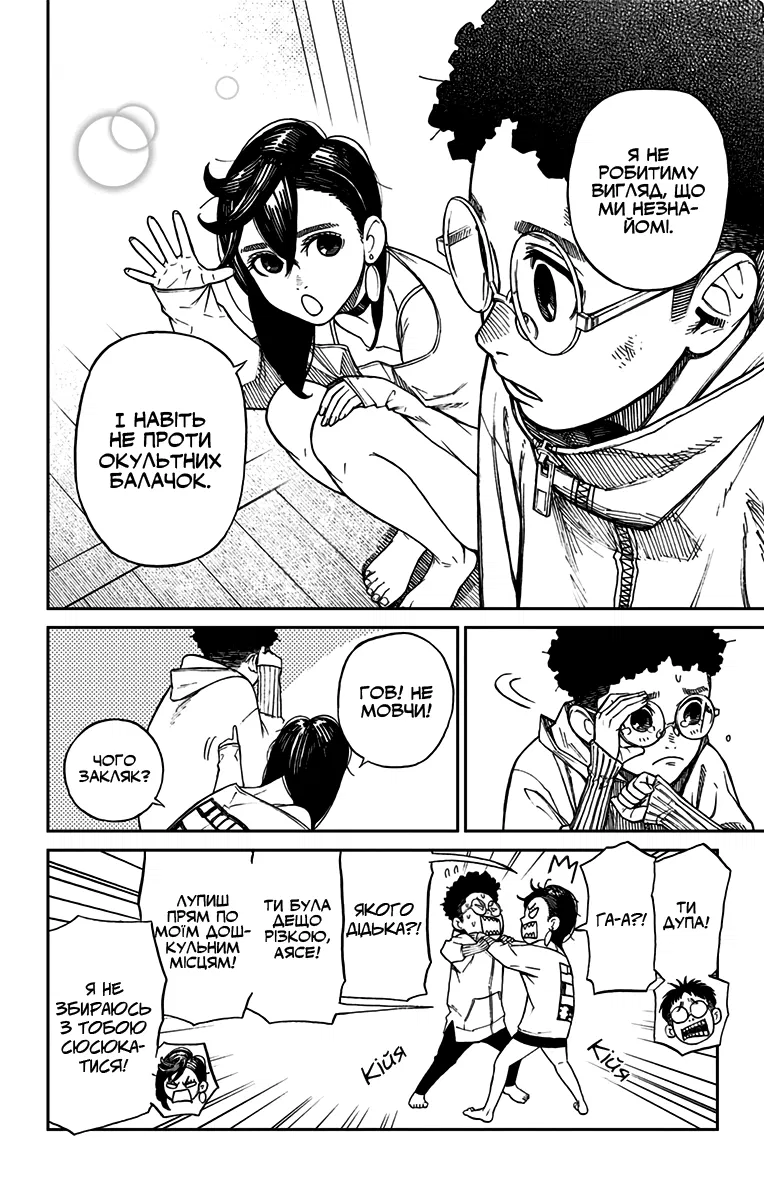 Я НЕ
РОБИТИМУ
ВИГЛЯД, ЩО
МИ НЕЗНА-
ЙОМІ.
І НАВІТЬ
НЕ ПРОТИ
ОКУЛЬТНИХ
БАЛАЧОК.
ГОВ! НЕ
МОВЧИ!
ЧОГО
ЗАКЛЯК?
ТИ
ДУПА!
ГА-А?!
ЯКОГО
ДІДЬКА?!
ТИ БУЛА
ДЕЩО
РІЗКОЮ,
АЯСЕ!
ЛУПИШ
ПРЯМ ПО
МОЇМ ДОШ-
КУЛЬНИМ
МІСЦЯМ!
Я НЕ
ЗБИРАЮСЬ
З ТОБОЮ
СЮСЮКА-
ТИСЯ!
КІЙЯ
КІЙЯ